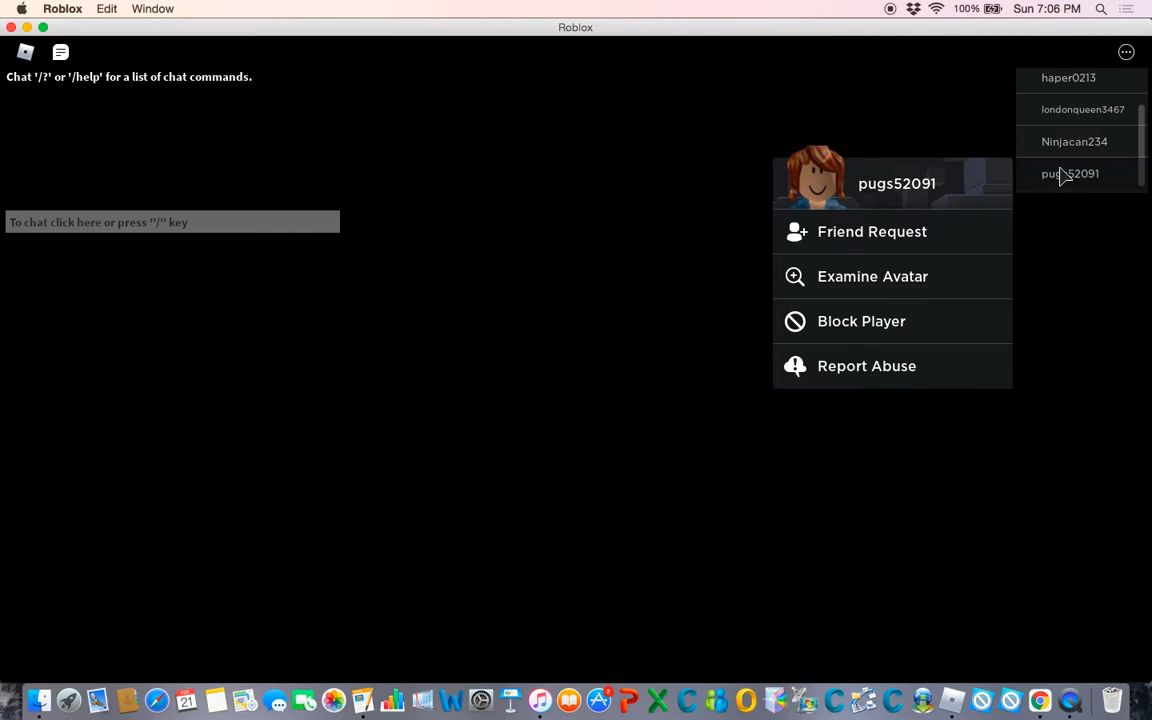 Roblox Edit Window 100% Sun 7:06 PM
Roblox
Chat '/?' or '/help' for a list of chat commands.
haper0213
londonqueen3467
Ninjacan234
pugs52091
pugs52091
To chat click here or press "/" key
Friend Request
Examine Avatar
Block Player
Report Abuse
21